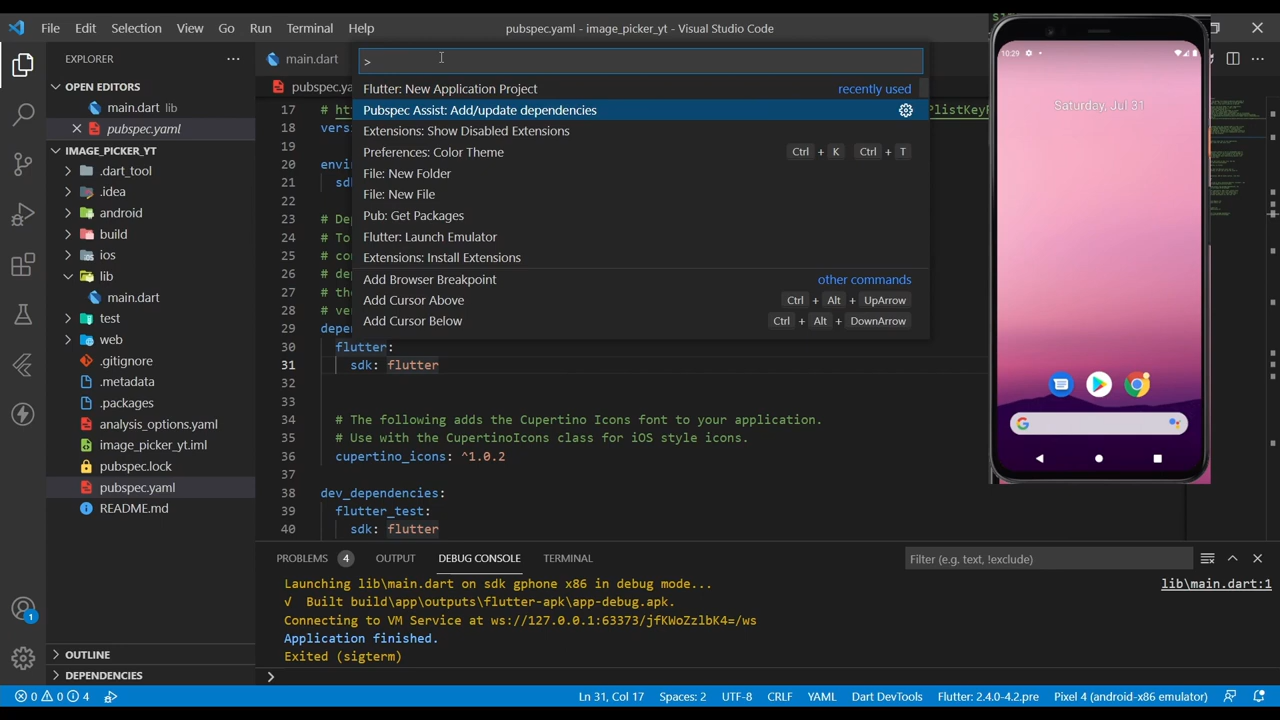 File Edit Selection View Go Run Terminal Help
pubspec.yaml - image_picker_yt - Visual Studio Code
EXPLORER
OPEN EDITORS
main.dart lib
pubspec.yaml
IMAGE_PICKER_YT
.dart_tool
.idea
android
build
ios
lib
main.dart
test
web
.gitignore
.metadata
.packages
analysis_options.yaml
image_picker_yt.iml
pubspec.lock
pubspec.yaml
README.md
OUTLINE
DEPENDENCIES
1
main.dart
pubspec.ya
>
Flutter: New Application Project recently used
Pubspec Assist: Add/update dependencies
Extensions: Show Disabled Extensions
Preferences: Color Theme Ctrl + K Ctrl + T
File: New Folder
File: New File
Pub: Get Packages
Flutter: Launch Emulator
Extensions: Install Extensions
Add Browser Breakpoint other commands
Add Cursor Above Ctrl + Alt + UpArrow
Add Cursor Below Ctrl + Alt + DownArrow
17 # ht
18 vers
19
20 envi
21 sd
22
23 # De
24 # To
25 # co
26 # de
27 # the
28 # ve
29 depe
30 flutter:
31 sdk: flutter
32
33
34 # The following adds the Cupertino Icons font to your application.
35 # Use with the CupertinoIcons class for iOS style icons.
36 cupertino_icons: ^1.0.2
37
38 dev_dependencies:
39 flutter_test:
40 sdk: flutter
10:29
Saturday, Jul 31
PROBLEMS 4 OUTPUT DEBUG CONSOLE TERMINAL Filter (e.g. text, !exclude)
Launching lib\main.dart on sdk gphone x86 in debug mode... lib\main.dart:1
√ Built build\app\outputs\flutter-apk\app-debug.apk.
Connecting to VM Service at ws://127.0.0.1:63373/jfKWoZzlbK4=/ws
Application finished.
Exited (sigterm)
>
0 0 4 Ln 31, Col 17 Spaces: 2 UTF-8 CRLF YAML Dart DevTools Flutter: 2.4.0-4.2.pre Pixel 4 (android-x86 emulator)